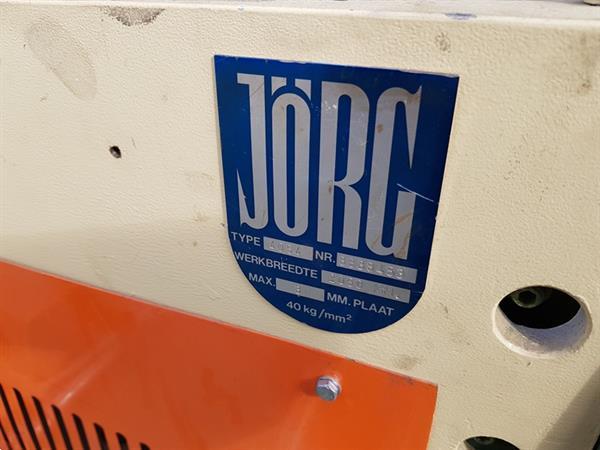 JÖRG
TYPE NR.
WERKBREEDTE
MAX. MM. PLAAT
40 kg/mm²